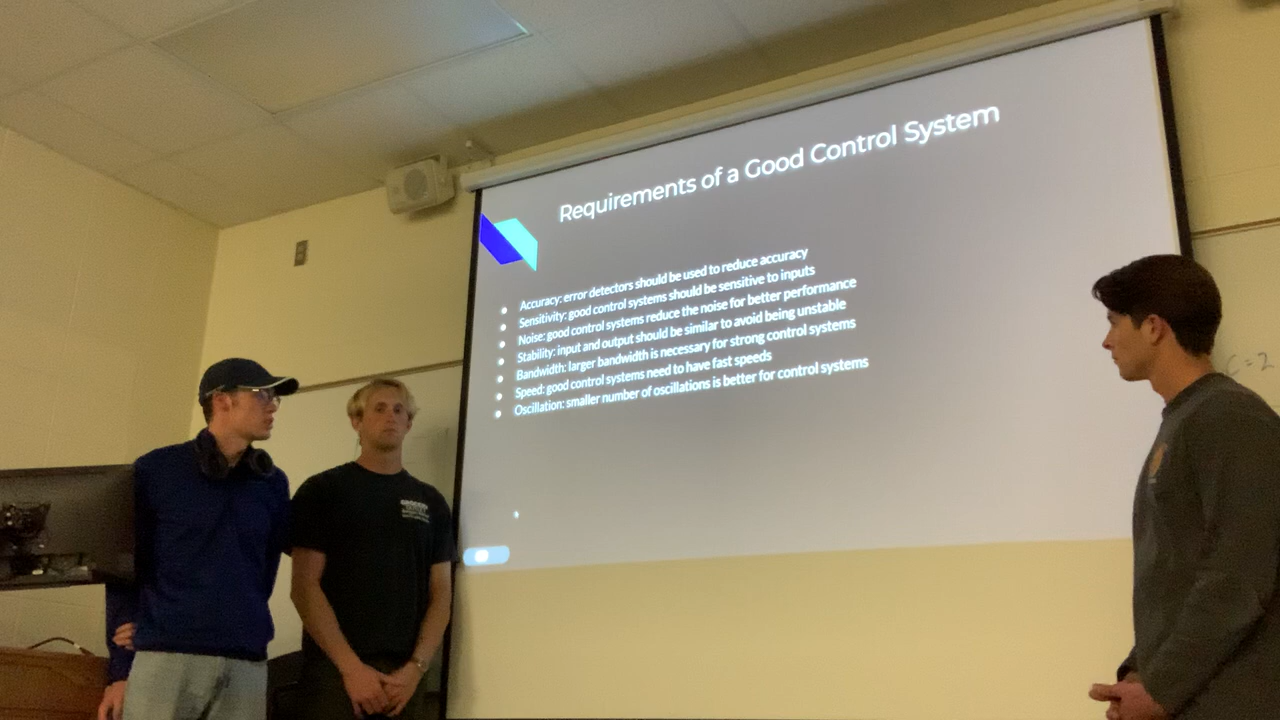 Requirements of a Good Control System
Accuracy: error detectors should be used to reduce accuracy
Sensitivity: good control systems should be sensitive to inputs
Noise: good control systems reduce the noise for better performance
Stability: input and output should be similar to avoid being unstable
Bandwidth: larger bandwidth is necessary for strong control systems
Speed: good control systems need to have fast speeds
Oscillation: smaller number of oscillations is better for control systems
= 2